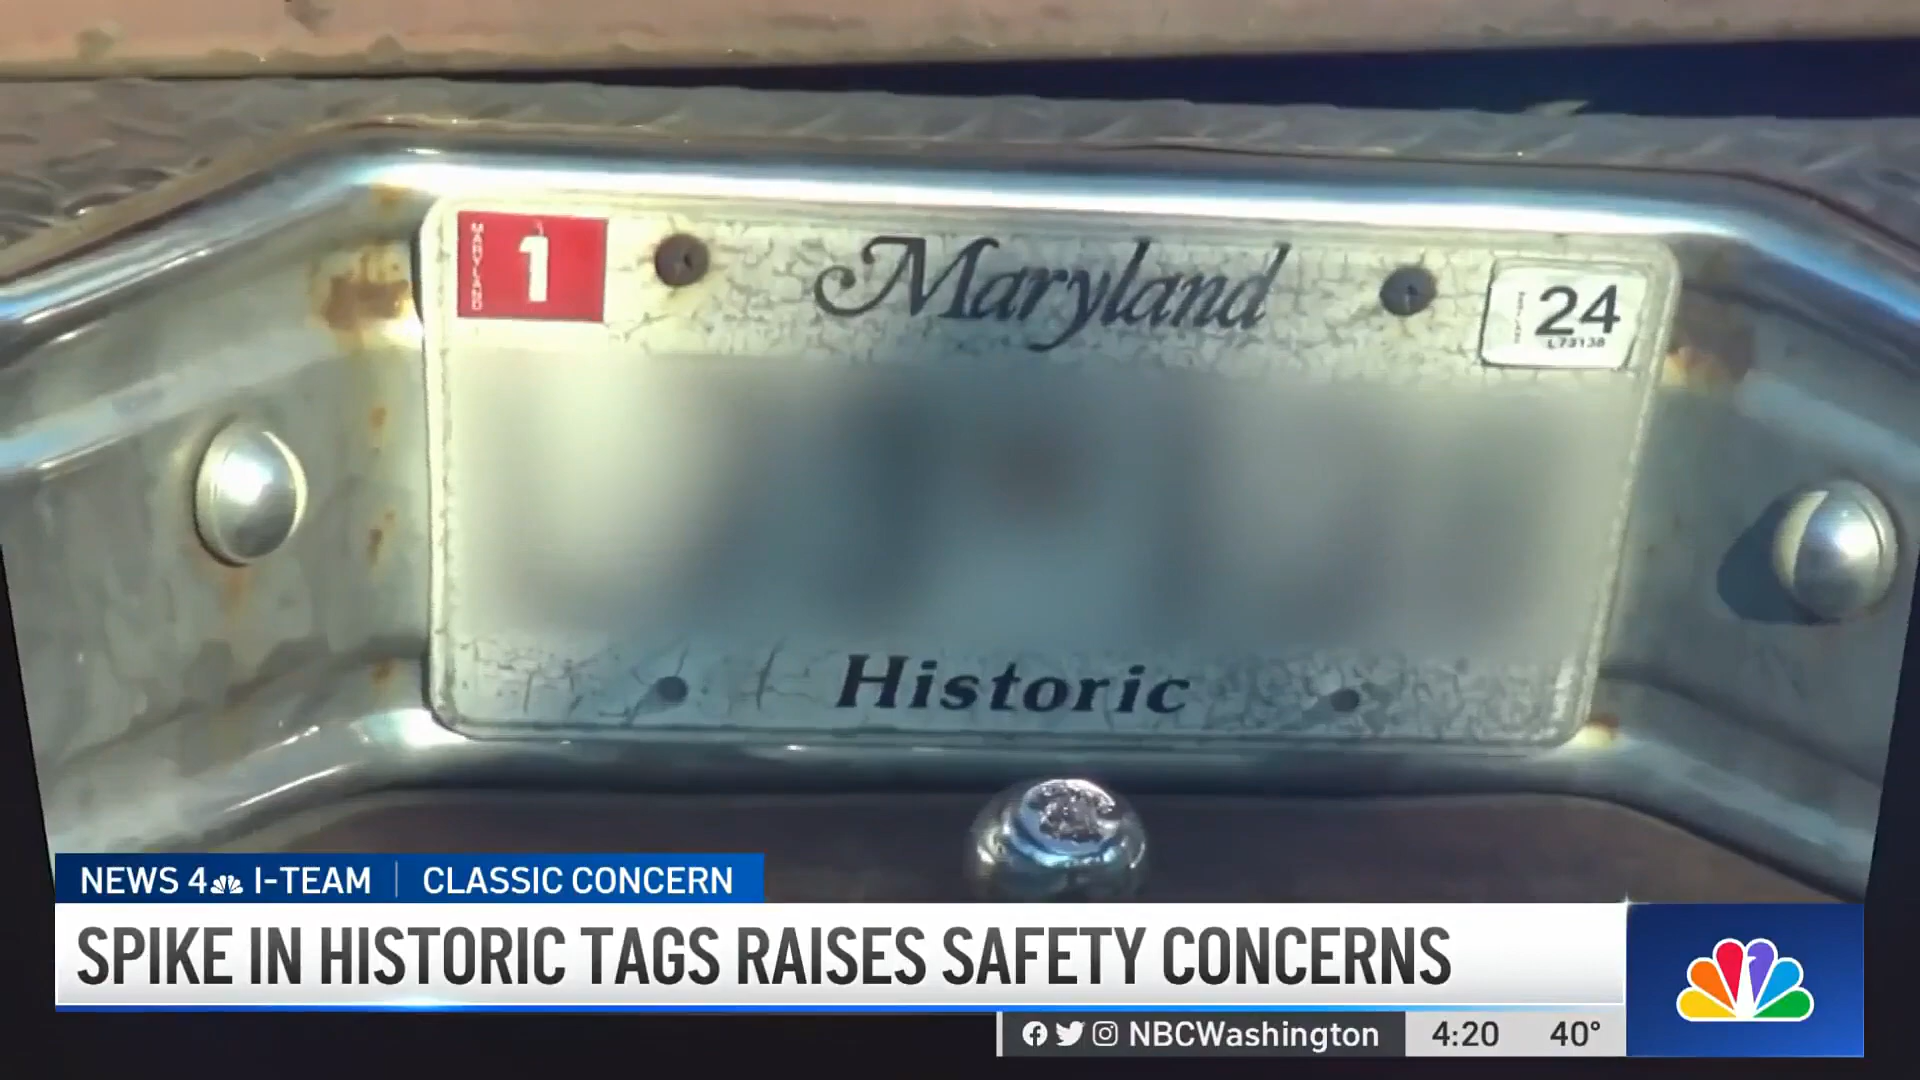 MARYLAND
1
Maryland
24
L73138
Historic
NEWS 4 I-TEAM | CLASSIC CONCERN
SPIKE IN HISTORIC TAGS RAISES SAFETY CONCERNS
NBCWashington
4:20 40°